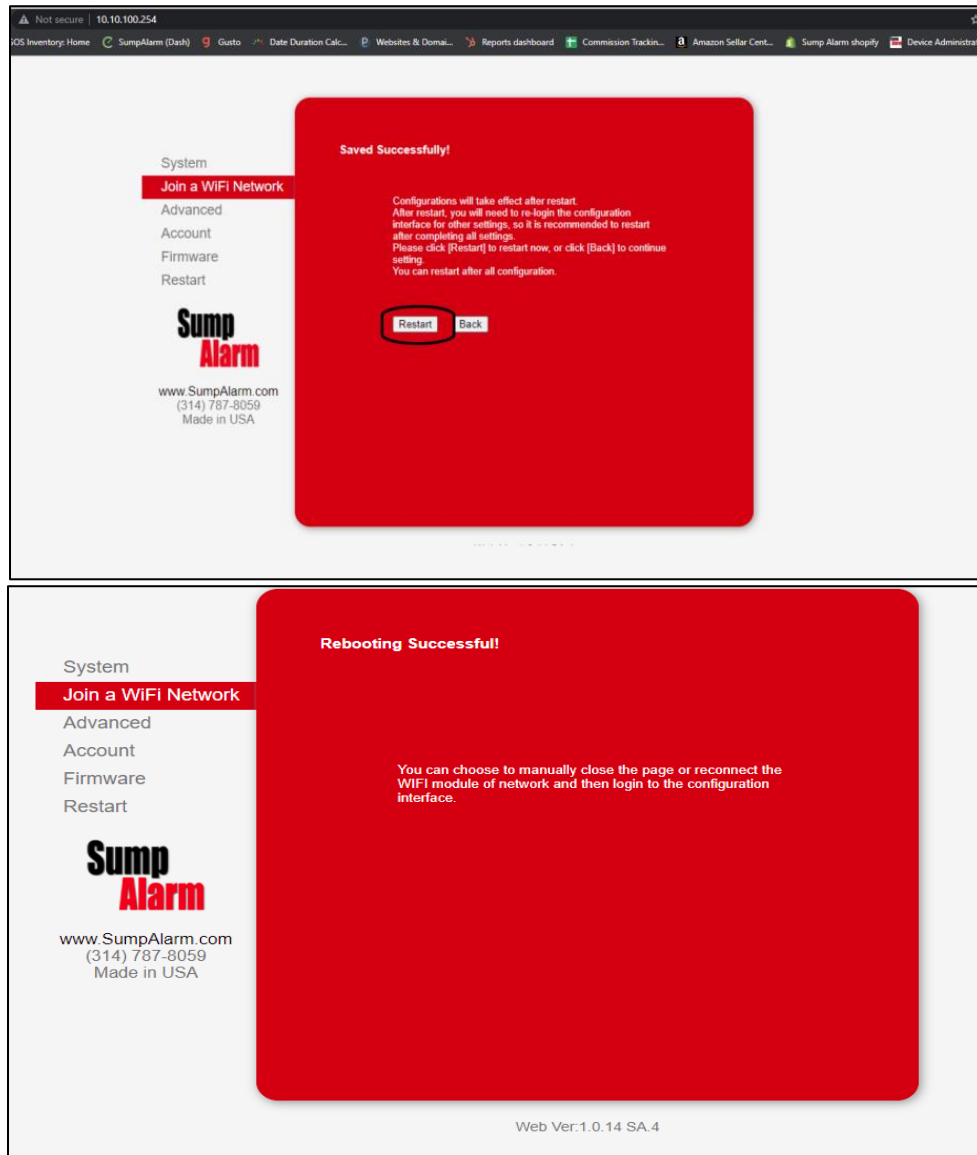 Not secure | 10.10.100.254
SOS Inventory: Home SumpAlarm (Dash) Gusto Date Duration Calc... Websites & Domai... Reports dashboard Commission Trackin... Amazon Sellar Cent... Sump Alarm shopify Device Administrat
Saved Successfully!
System
Join a WiFi Network
Advanced
Account
Firmware
Restart
Configurations will take effect after restart.
After restart, you will need to re-login the configuration
interface for other settings, so it is recommended to restart
after completing all settings.
Please click [Restart] to restart now, or click [Back] to continue
setting.
You can restart after all configuration.
Restart Back
Sump
Alarm
www.SumpAlarm.com
(314) 787-8059
Made in USA
Rebooting Successful!
System
Join a WiFi Network
Advanced
Account
Firmware
Restart
You can choose to manually close the page or reconnect the
WIFI module of network and then login to the configuration
interface.
Sump
Alarm
www.SumpAlarm.com
(314) 787-8059
Made in USA
Web Ver:1.0.14 SA.4